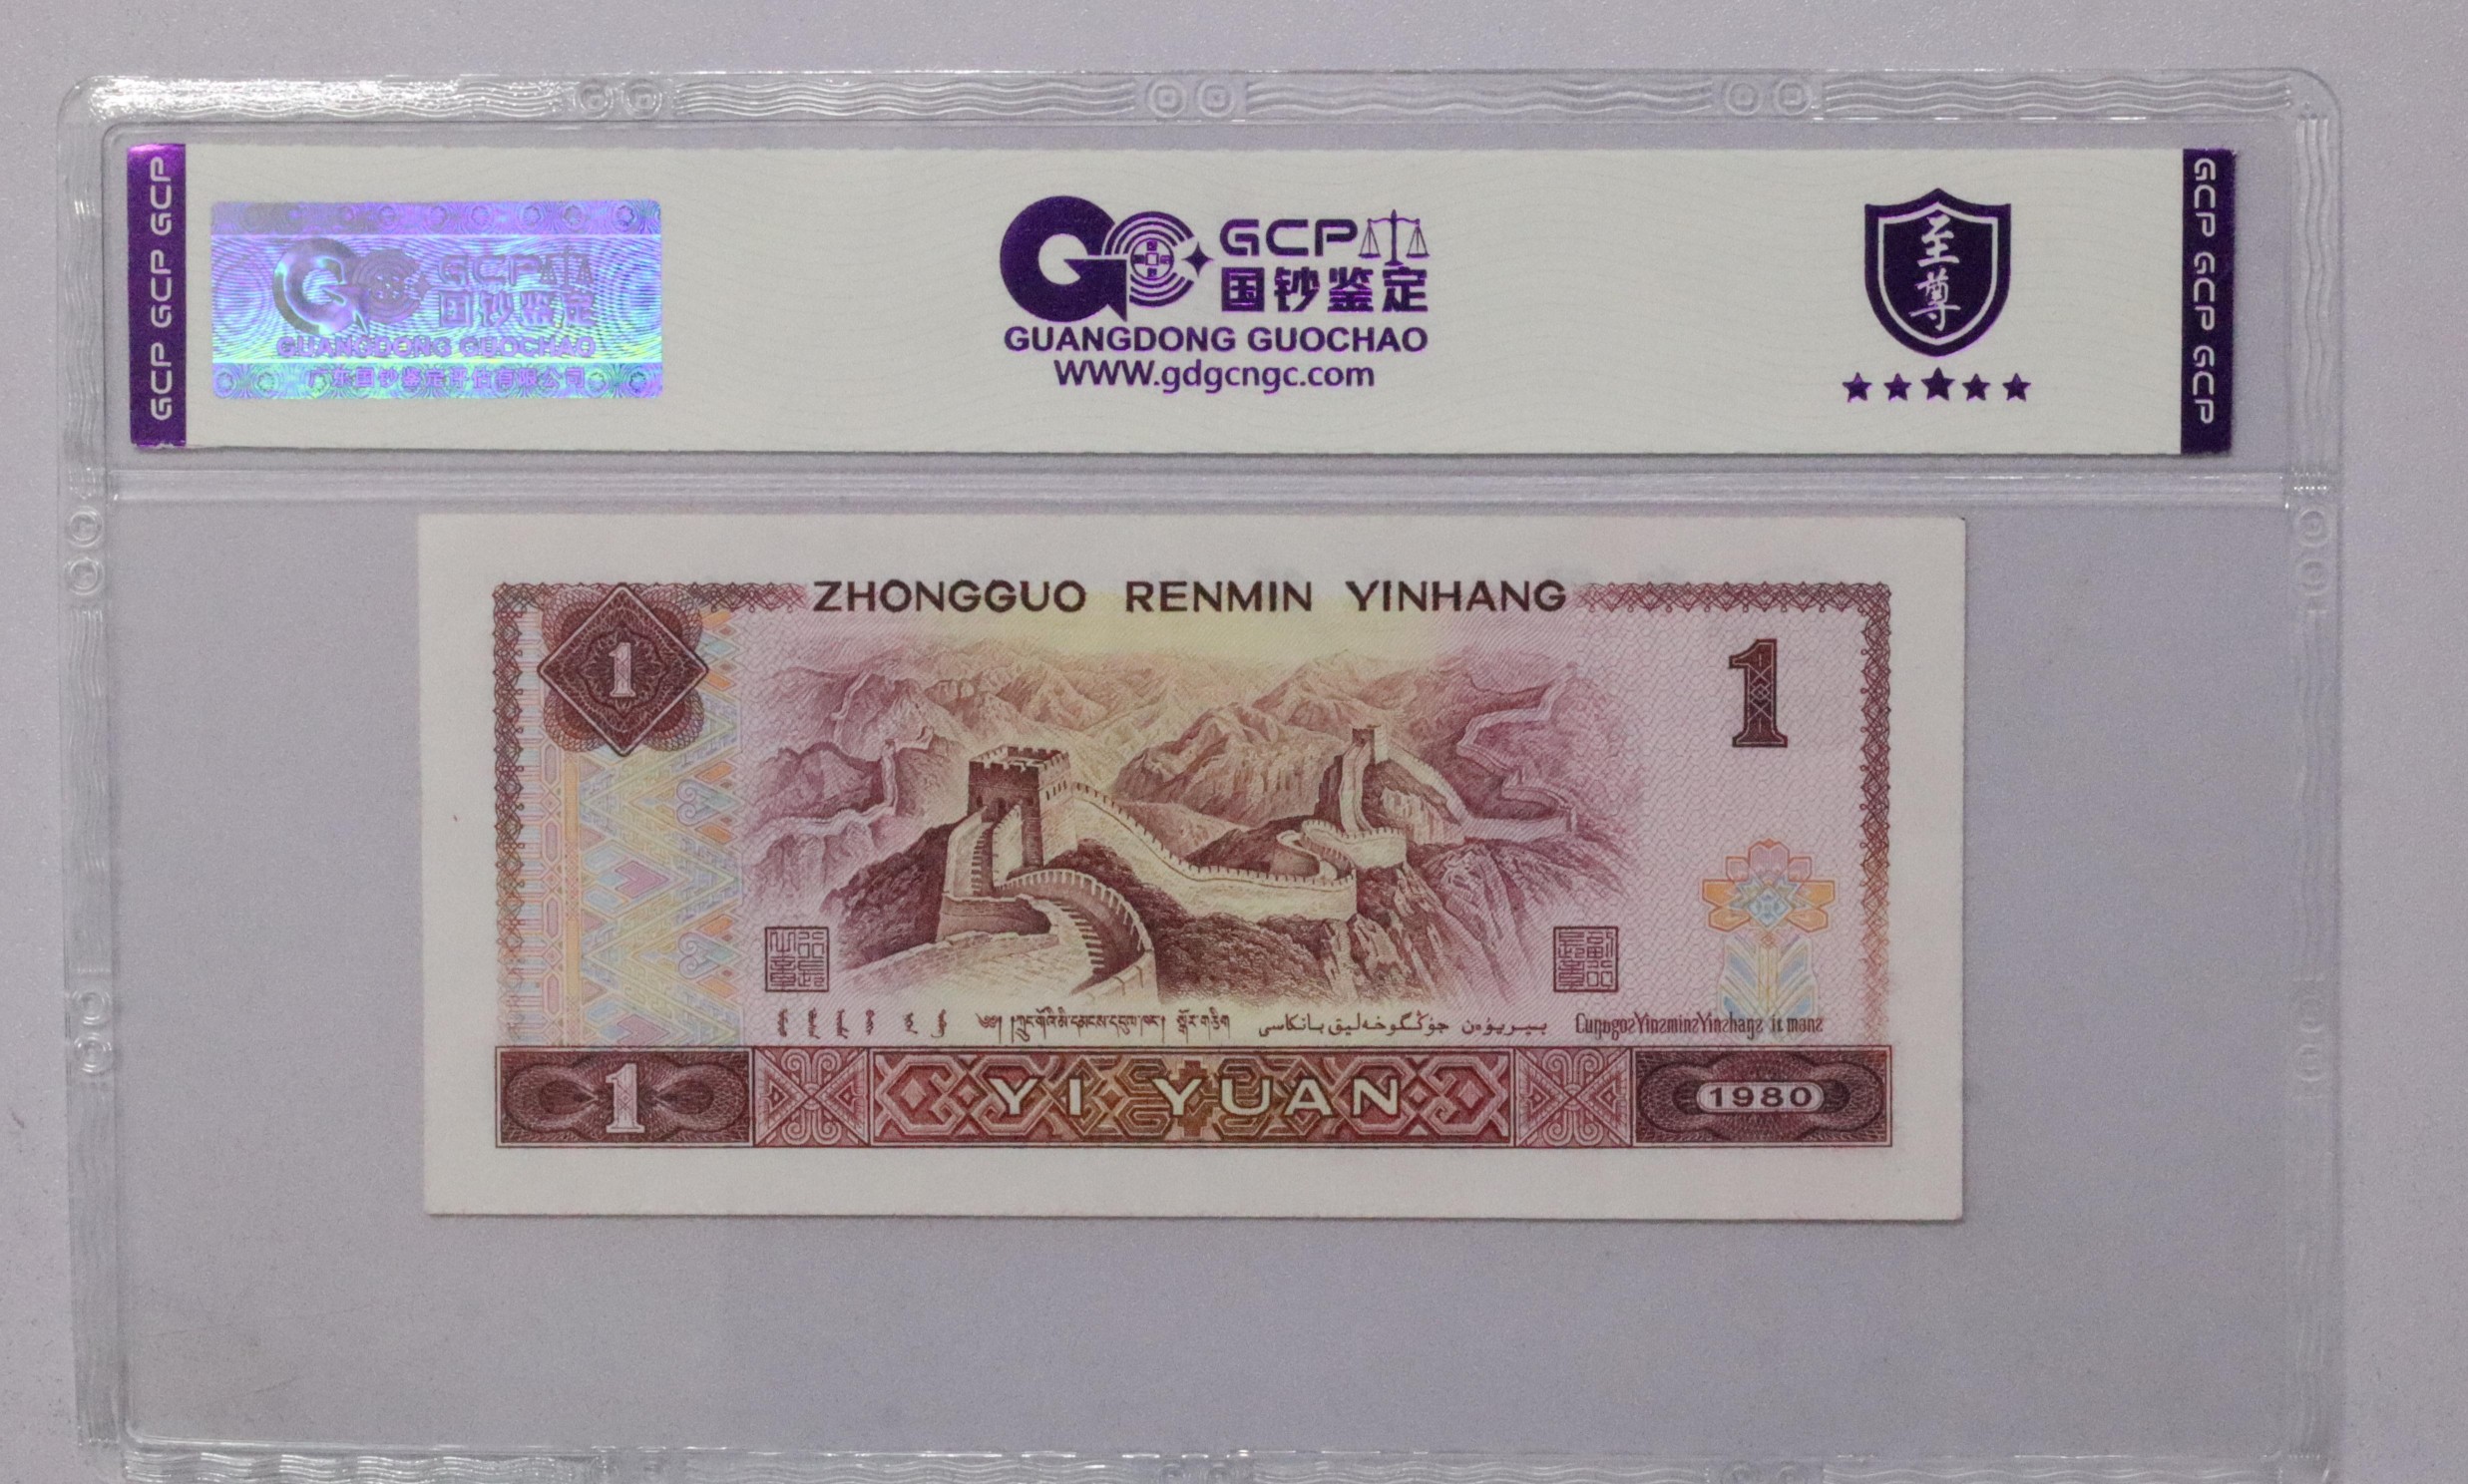 GCP GCP GCP
GCP
国钞鉴定
GUANGDONG GUOCHAO
广东国钞鉴定评估有限公司
GCP
国钞鉴定
GUANGDONG GUOCHAO
www.gdgcngc.com
至尊
GCP GCP GCP
ZHONGGUO RENMIN YINHANG
1
1
YI YUAN
1
1980